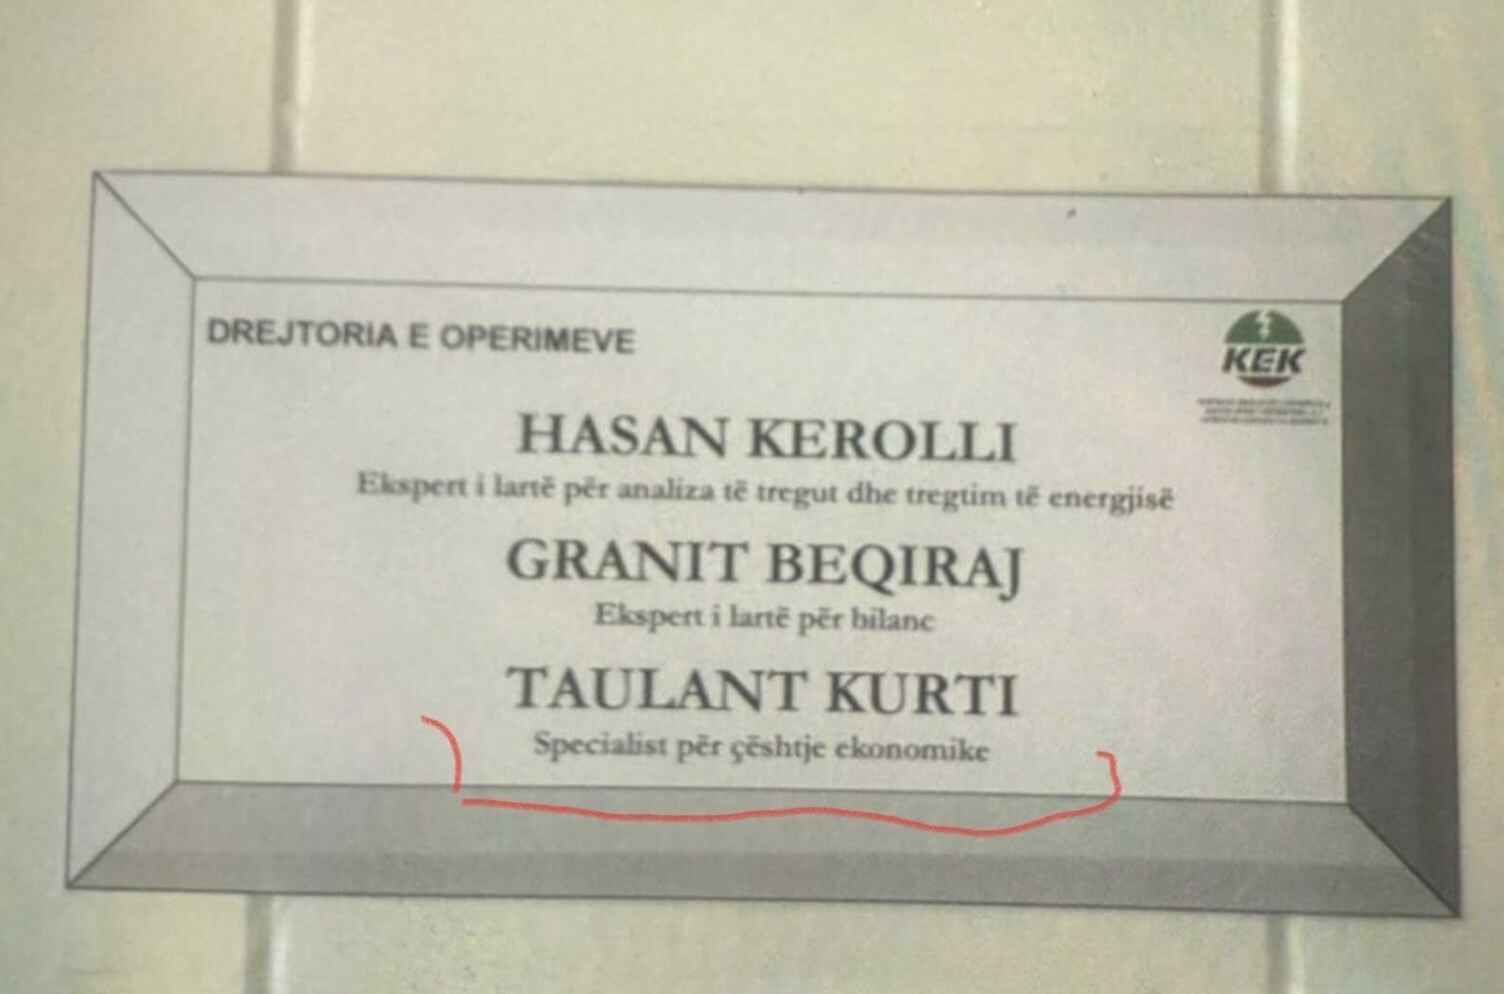 DREJTORIA E OPERIMEVE
KEK
HASAN KEROLLI
Ekspert i lartë për analiza të tregut dhe tregtim të energjisë
GRANIT BEQIRAJ
Ekspert i lartë për bilanc
TAULANT KURTI
Specialist për çështje ekonomike